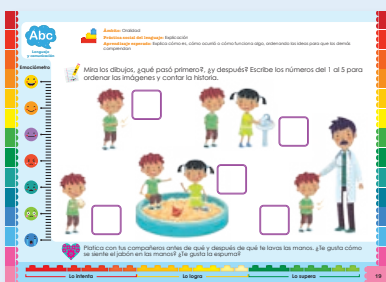 Abc
Lenguaje
y comunicación
Ámbito: Oralidad
Práctica social del lenguaje: Explicación
Aprendizaje esperado: Explica cómo es, cómo ocurrió o cómo funciona algo, ordenando las ideas para que los demás
comprendan
Emociómetro
Mira los dibujos, ¿qué pasó primero?, ¿y después? Escribe los números del 1 al 5 para
ordenar las imágenes y contar la historia.
Platica con tus compañeros antes de qué y después de qué te lavas las manos. ¿Te gusta cómo
se siente el jabón en las manos? ¿Te gusta la espuma?
Lo intenta
Lo logra
Lo supera
19